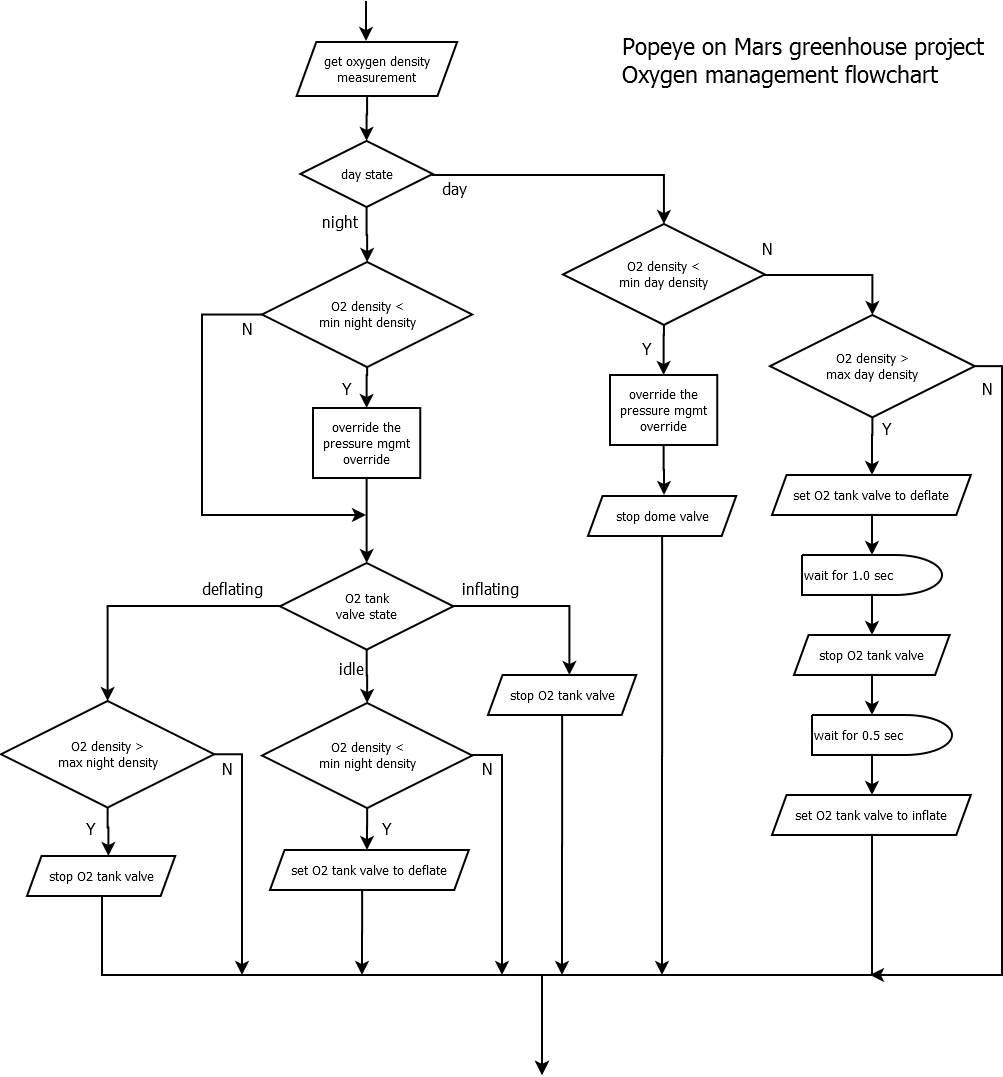 Popeye on Mars greenhouse project
Oxygen management flowchart
get oxygen density
measurement
day state
day
night
O2 density <
min day density
N
O2 density <
min night density
N
Y
O2 density >
max day density
N
Y
override the
pressure mgmt
override
Y
override the
pressure mgmt
override
set O2 tank valve to deflate
stop dome valve
wait for 1.0 sec
deflating
O2 tank
valve state
inflating
idle
stop O2 tank valve
stop O2 tank valve
wait for 0.5 sec
O2 density >
max night density
N
Y
O2 density <
min night density
N
Y
set O2 tank valve to inflate
stop O2 tank valve
set O2 tank valve to deflate